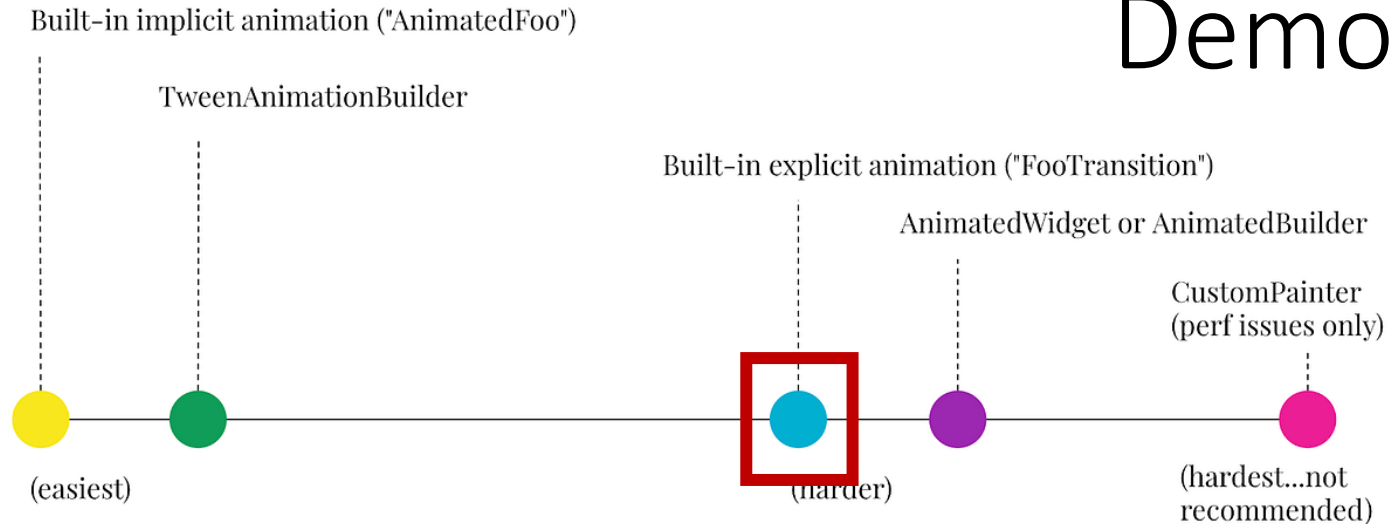 Built-in implicit animation ("AnimatedFoo")
Demo
TweenAnimationBuilder
Built-in explicit animation ("FooTransition")
AnimatedWidget or AnimatedBuilder
CustomPainter
(perf issues only)
(easiest)
(harder)
(hardest...not
recommended)